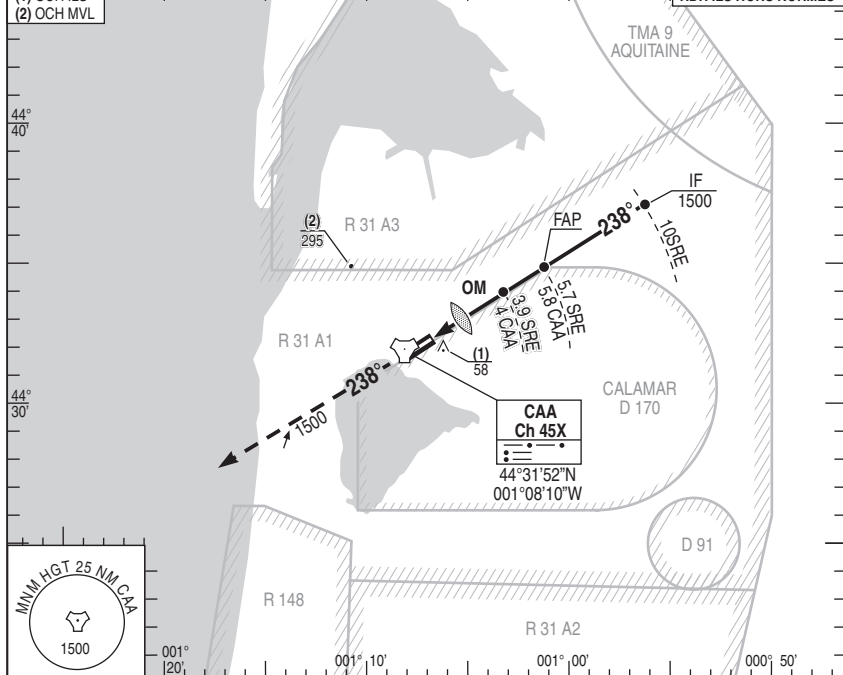 (2) OCH MVL
TMA 9
AQUITAINE
44°
40'
IF
1500
(2)
295
R 31 A3
FAP
238°
10SRE
OM
5.7 SRE
5.8 CAA
3.9 SRE
4 CAA
R 31 A1
(1)
58
238°
CALAMAR
D 170
44°
30'
1500
CAA
Ch 45X
44°31'52"N
001°08'10"W
D 91
MNM HGT 25 NM CAA
1500
R 148
R 31 A2
001°
20'
001° 10'
001° 00'
000° 50'